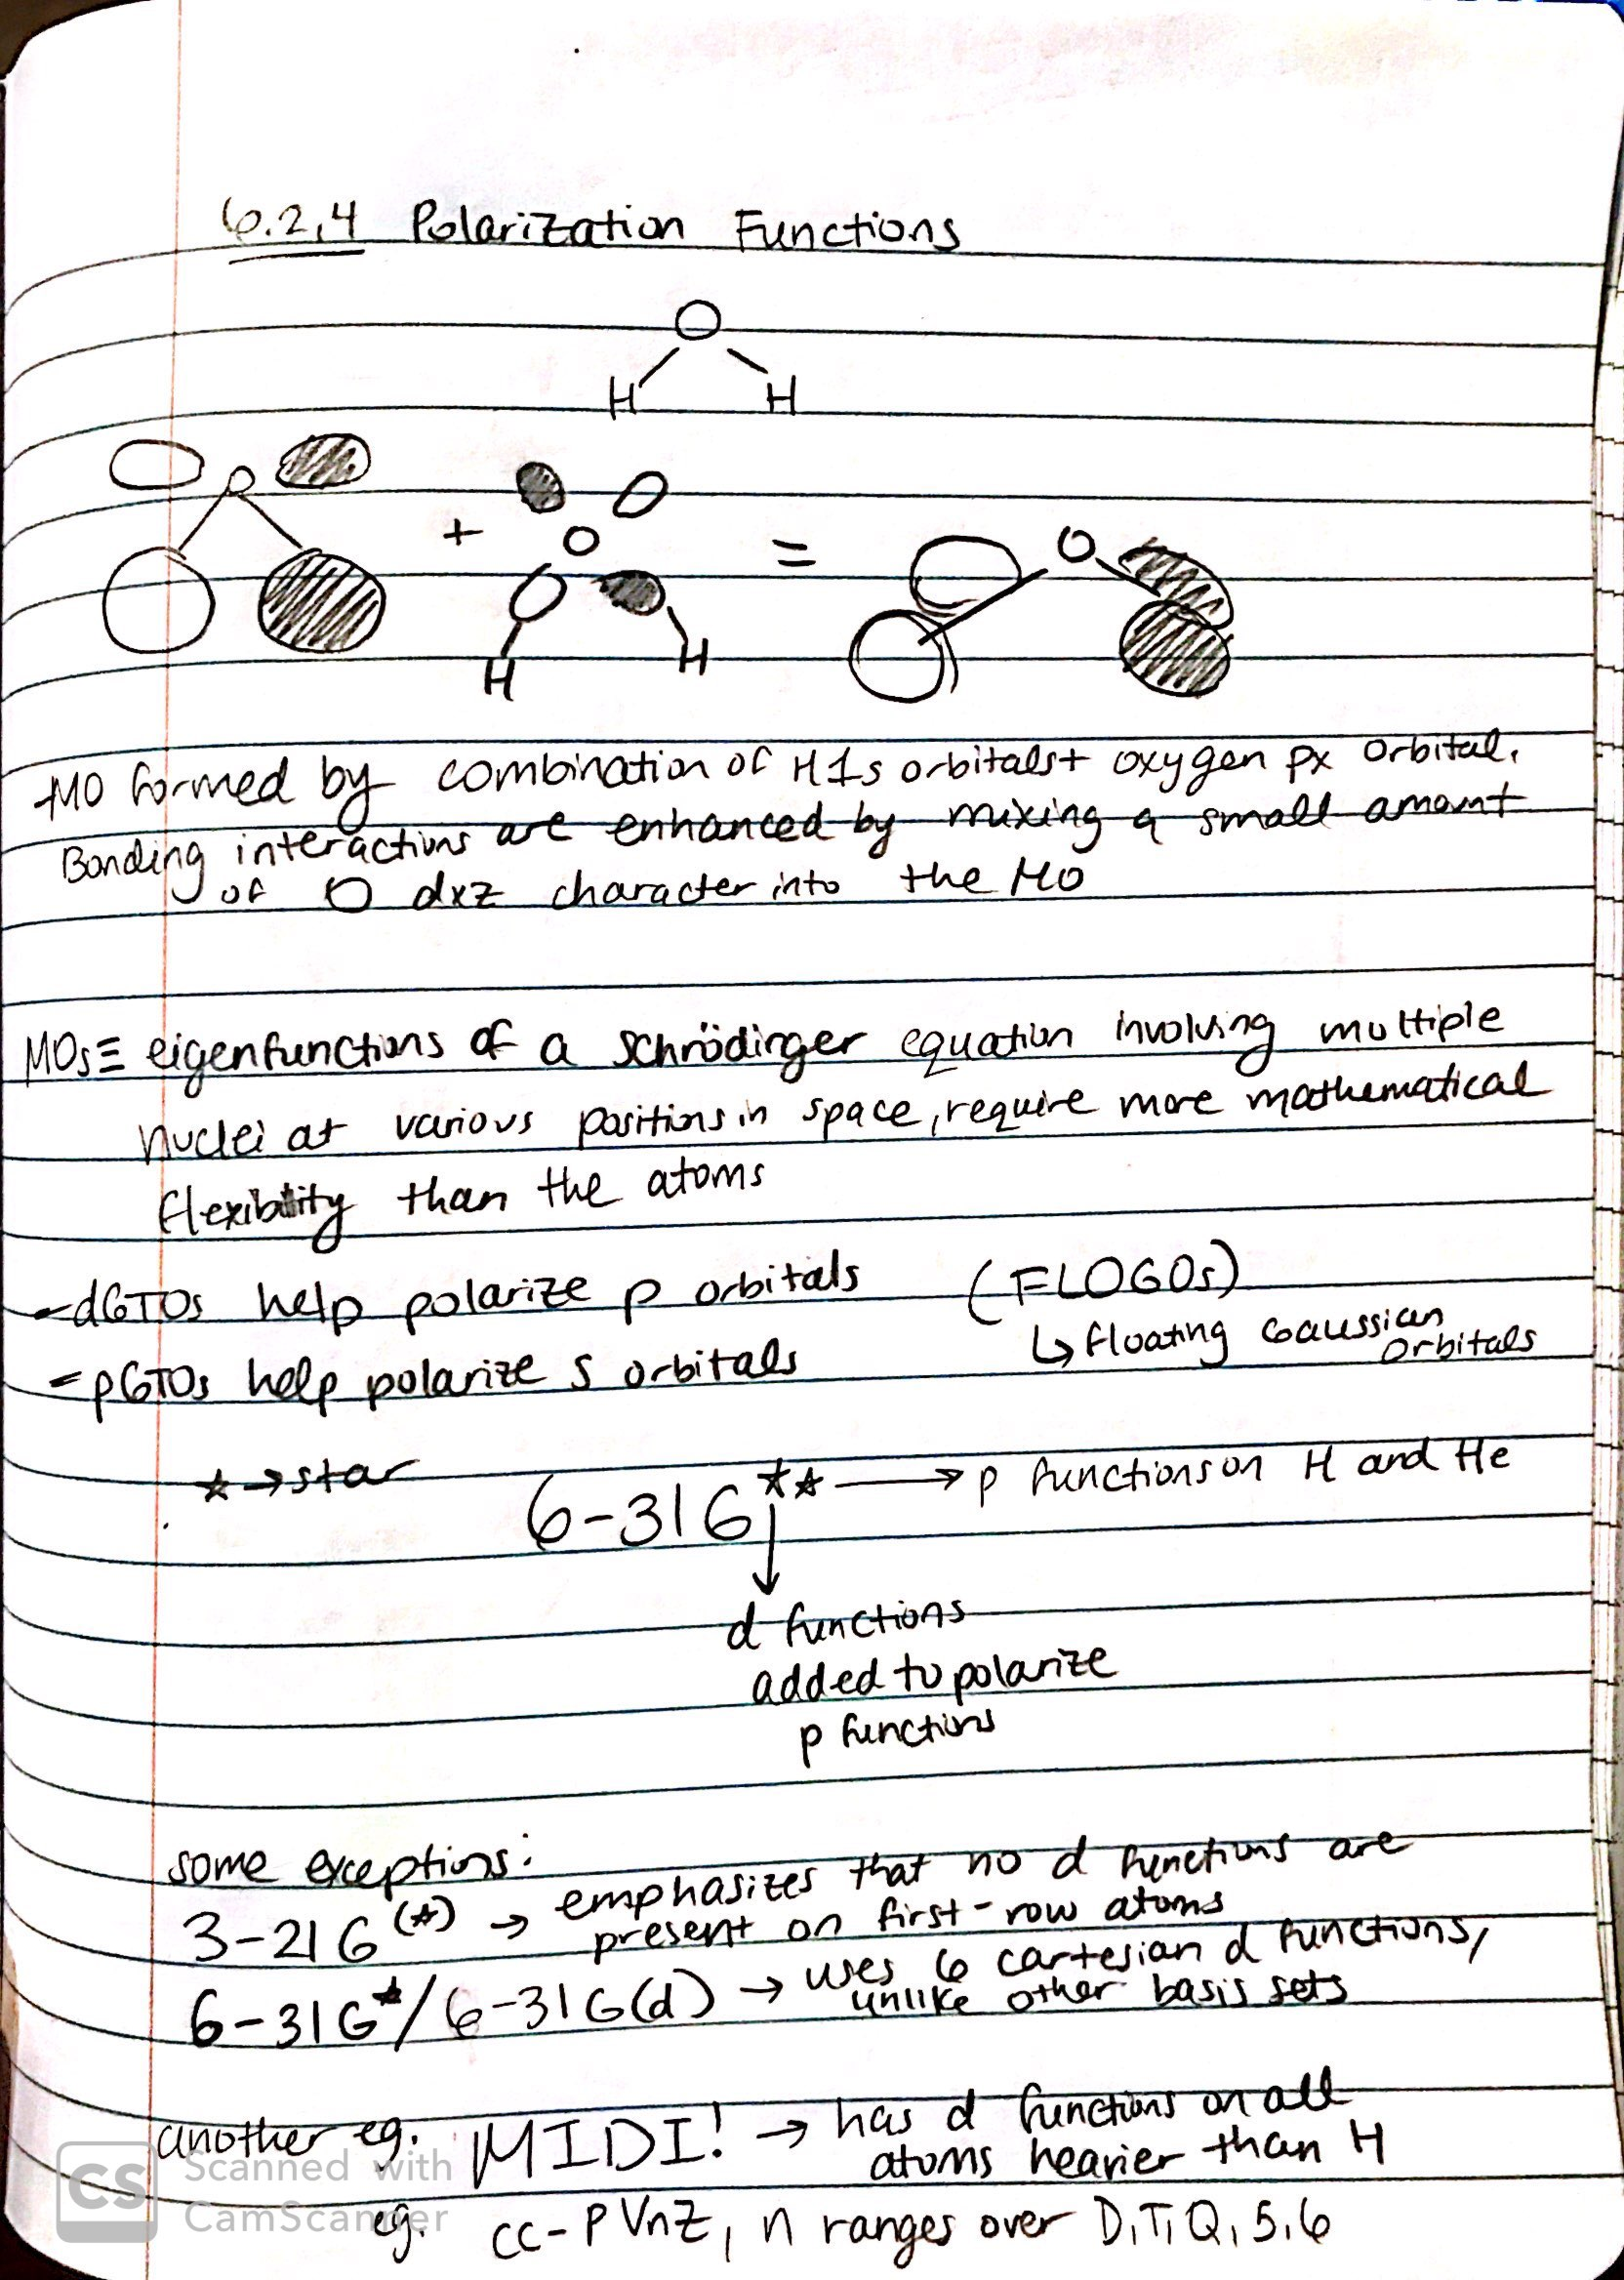 6.2.4 Polarization Functions
O
H H
O
+ O =
O
H H
MO formed by combination of H1s orbitals + oxygen px orbital.
Bonding interactions are enhanced by mixing a small amount
of O dxz character into the MO
MOs≡ eigenfunctions of a Schrödinger equation involving multiple
nuclei at various positions in space, require more mathematical
flexibility than the atoms
-dGTOs help polarize p orbitals (FLOGOs)
↳ floating Gaussian
orbitals
-pGTOs help polarize s orbitals
☆ →star
6-31G☆☆ → p functions on H and He
↓
d functions
added to polarize
p functions
some exceptions:
3-21G(☆) → emphasizes that no d functions are
present on first-row atoms
6-31G☆/6-31G(d) → uses 6 cartesian d functions,
unlike other basis sets
another eg. MIDI! → has d functions on all
atoms heavier than H
eg. cc-pVnZ, n ranges over D,T,Q,5,6
CS Scanned with
CamScanner